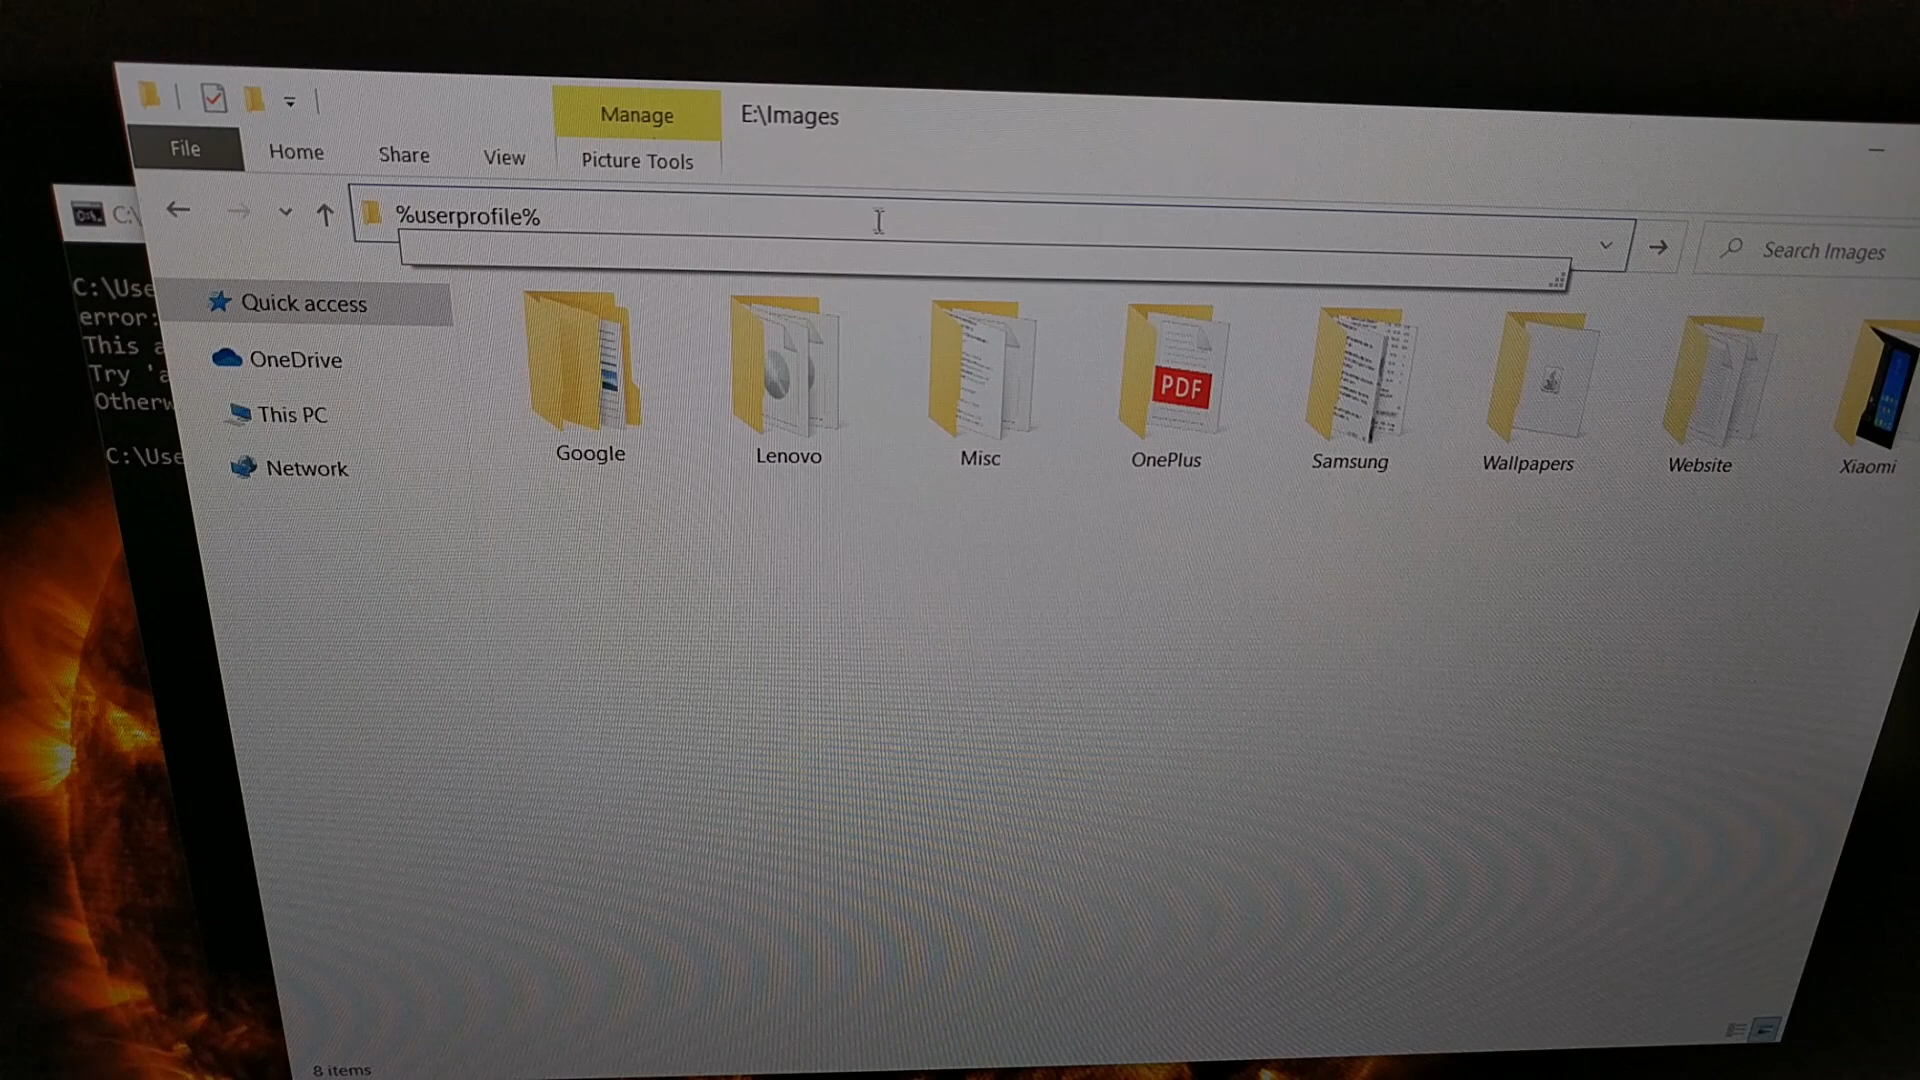 Manage
E:\Images
File
Home
Share
View
Picture Tools
%userprofile%
Search Images
C:\
C:\Use
error:
This a
Try 'a
Otherw
C:\Use
Quick access
OneDrive
This PC
Network
Google
Lenovo
Misc
PDF
OnePlus
Samsung
Wallpapers
Website
Xiaomi
8 items